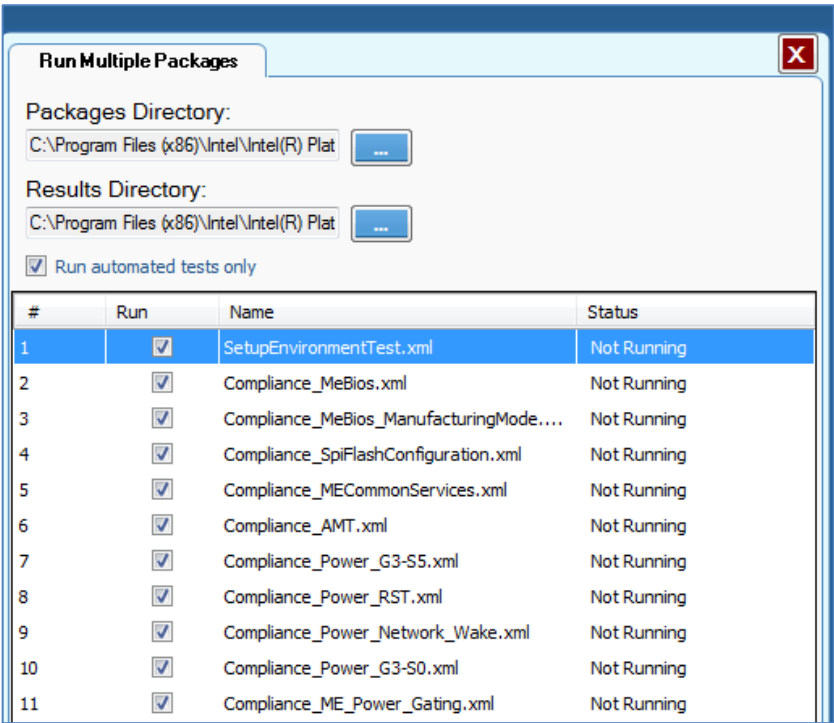 X
Run Multiple Packages
Packages Directory:
C:\Program Files (x86)\Intel\Intel(R) Plat
...
Results Directory:
C:\Program Files (x86)\Intel\Intel(R) Plat
...
Run automated tests only
# Run Name Status
1 SetupEnvironmentTest.xml Not Running
2 Compliance_MeBios.xml Not Running
3 Compliance_MeBios_ManufacturingMode.... Not Running
4 Compliance_SpiFlashConfiguration.xml Not Running
5 Compliance_MECommonServices.xml Not Running
6 Compliance_AMT.xml Not Running
7 Compliance_Power_G3-S5.xml Not Running
8 Compliance_Power_RST.xml Not Running
9 Compliance_Power_Network_Wake.xml Not Running
10 Compliance_Power_G3-S0.xml Not Running
11 Compliance_ME_Power_Gating.xml Not Running